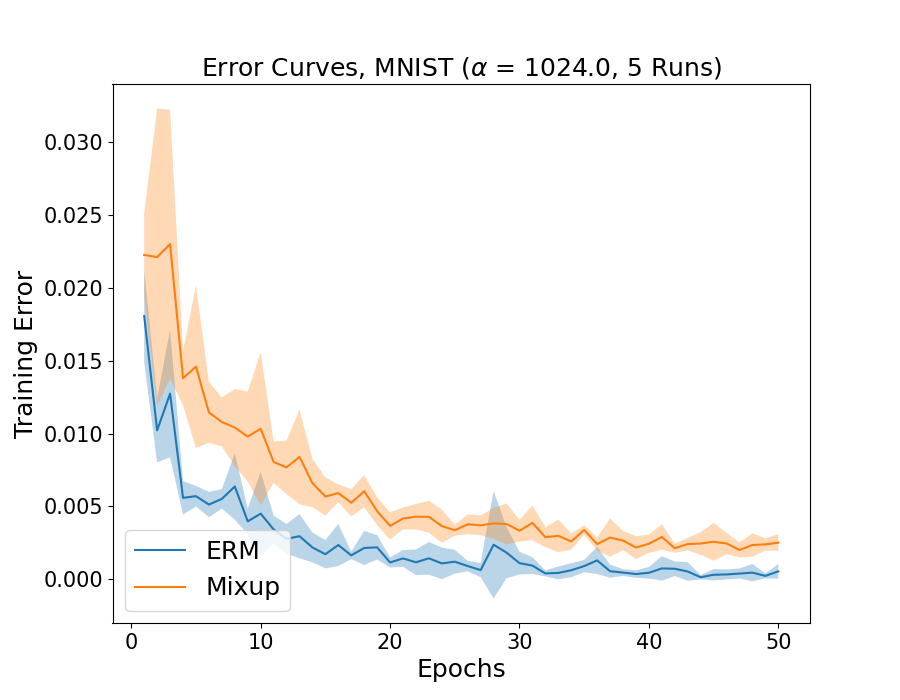 Error Curves, MNIST (α = 1024.0, 5 Runs)
Training Error
0.030
0.025
0.020
0.015
0.010
0.005
0.000
ERM
Mixup
0 10 20 30 40 50
Epochs